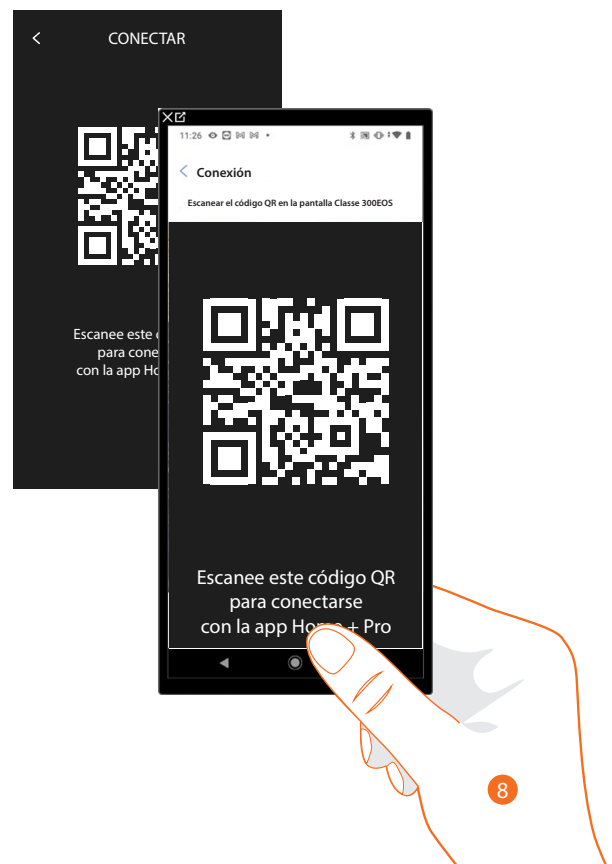 CONECTAR
Escanee este
para cone
con la app Ho
11:26
Conexión
Escanear el código QR en la pantalla Classe 300EOS
Escanee este código QR
para conectarse
con la app Home + Pro
8